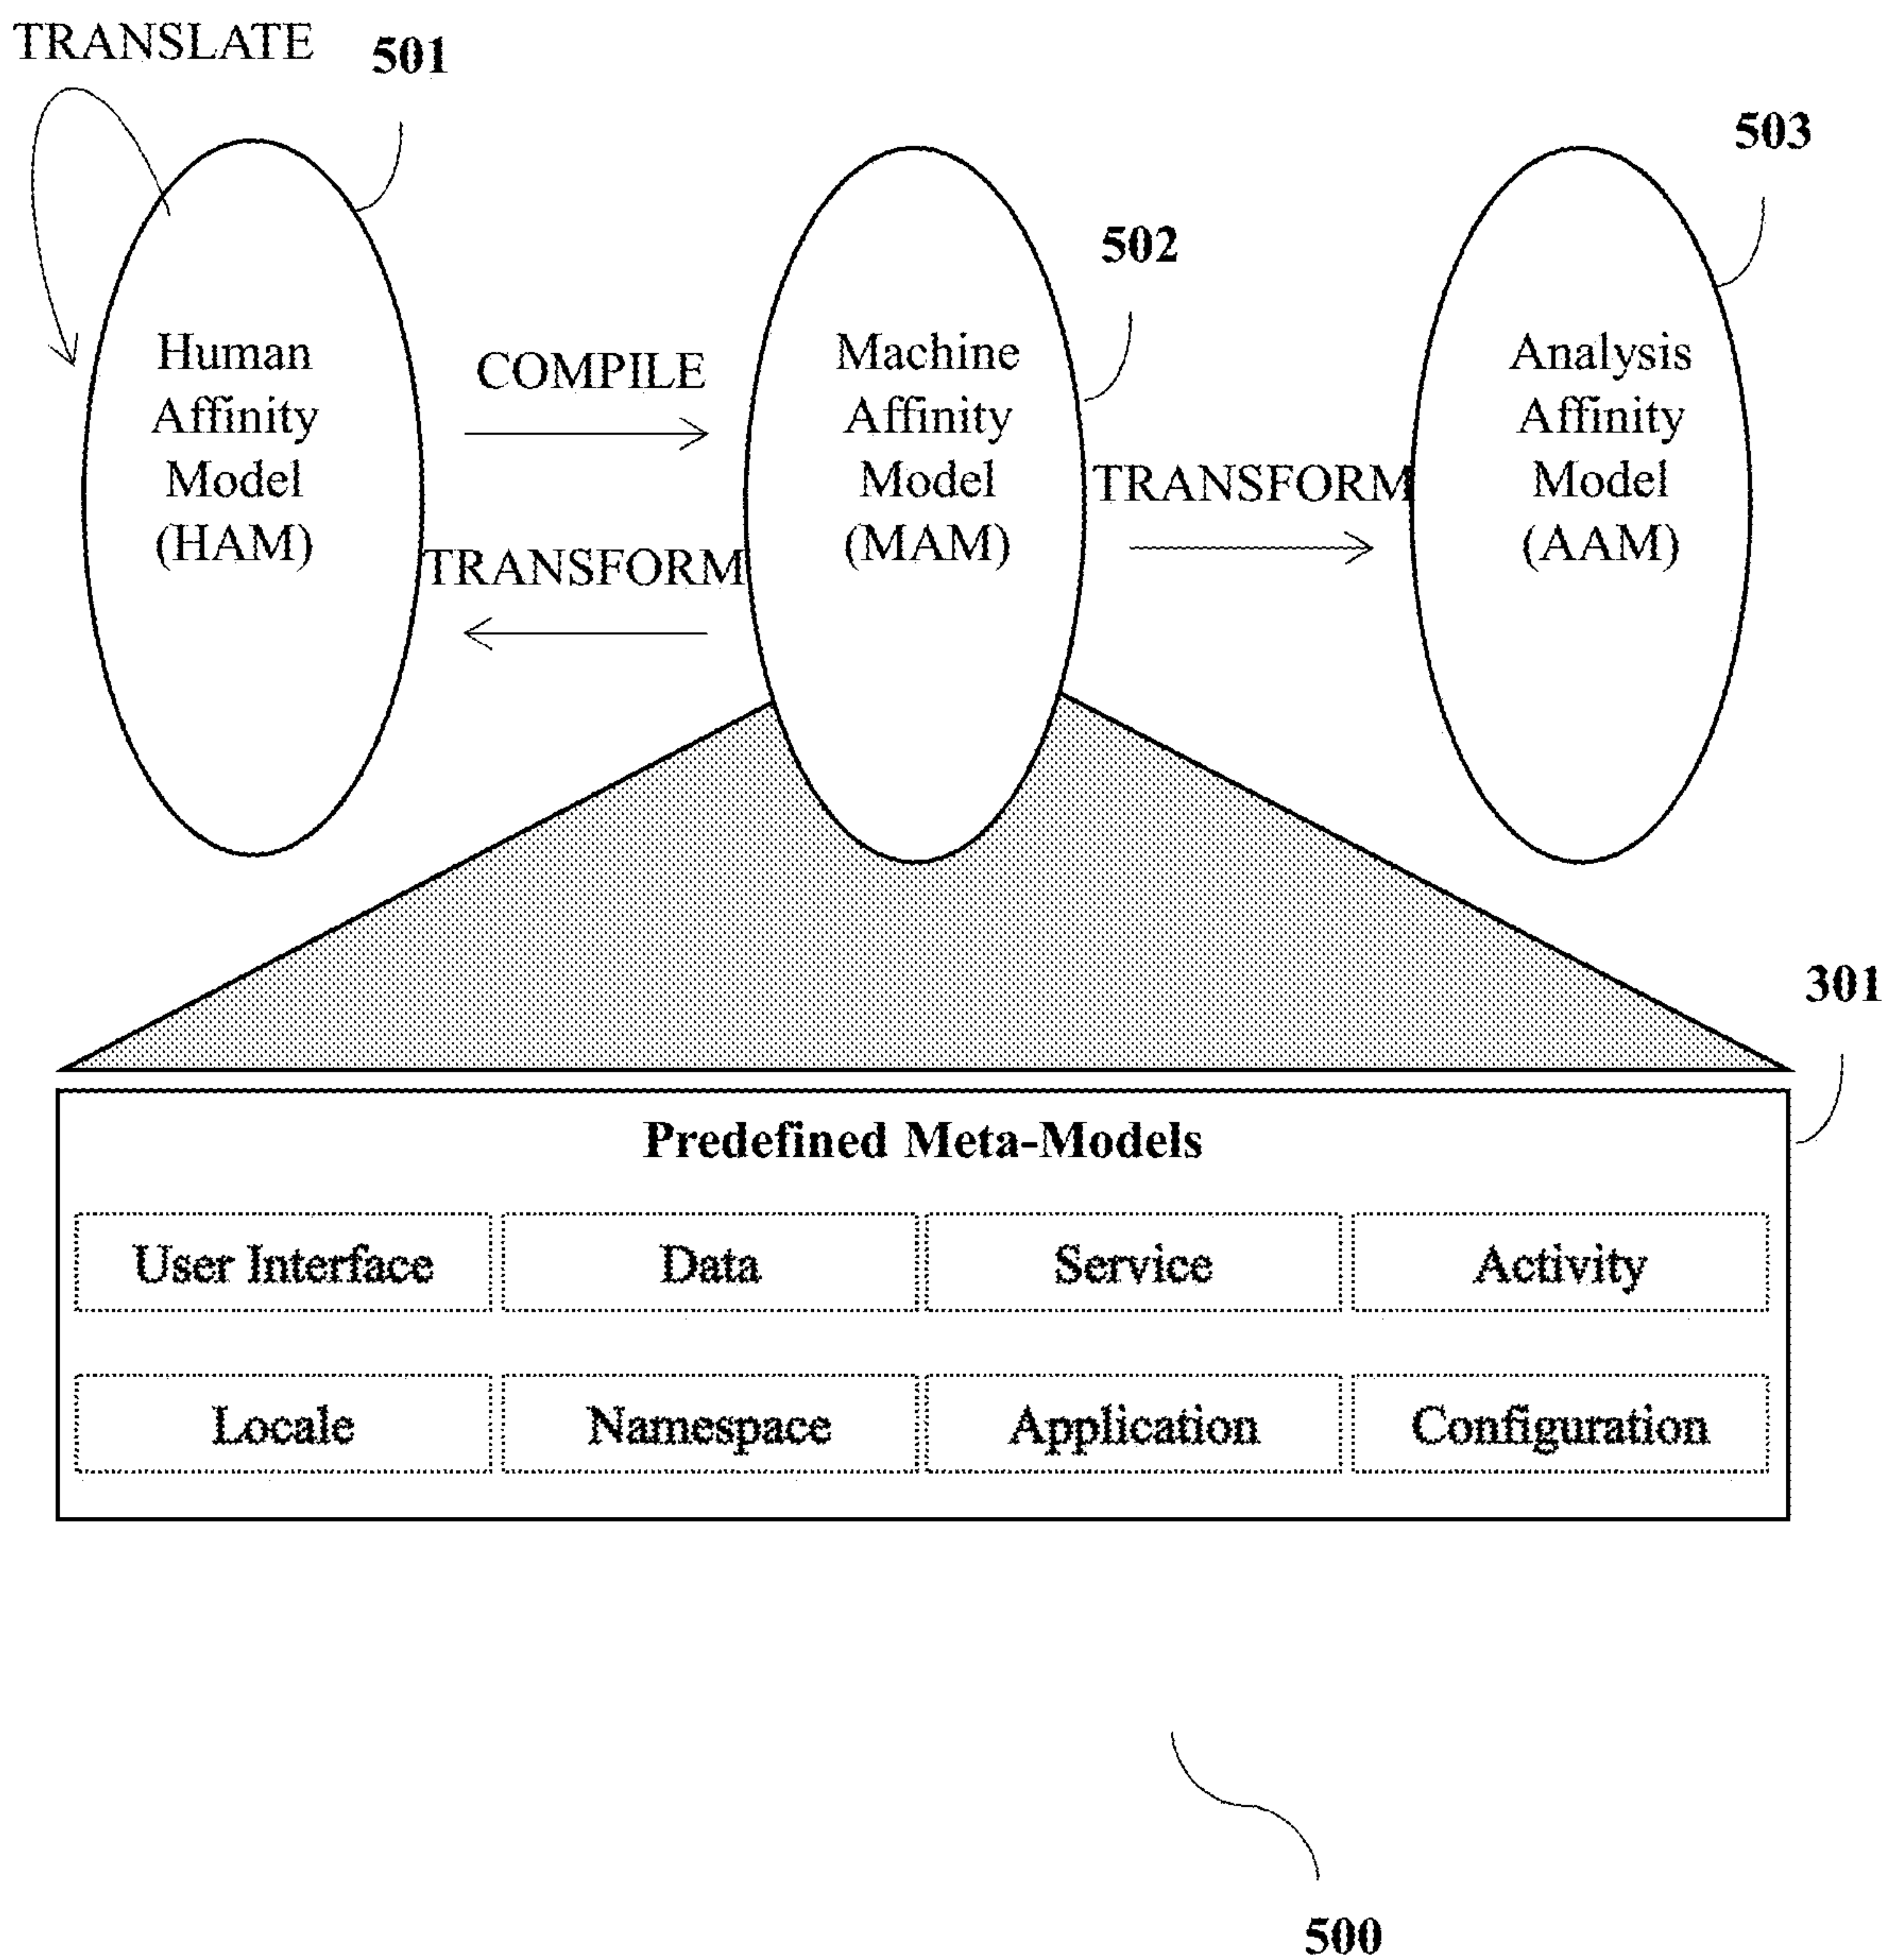 TRANSLATE
501
503
502
Human
Affinity
Model
(HAM)
COMPILE
TRANSFORM
Machine
Affinity
Model
(MAM)
TRANSFORM
Analysis
Affinity
Model
(AAM)
301
Predefined Meta-Models
User Interface
Data
Service
Activity
Locale
Namespace
Application
Configuration
500